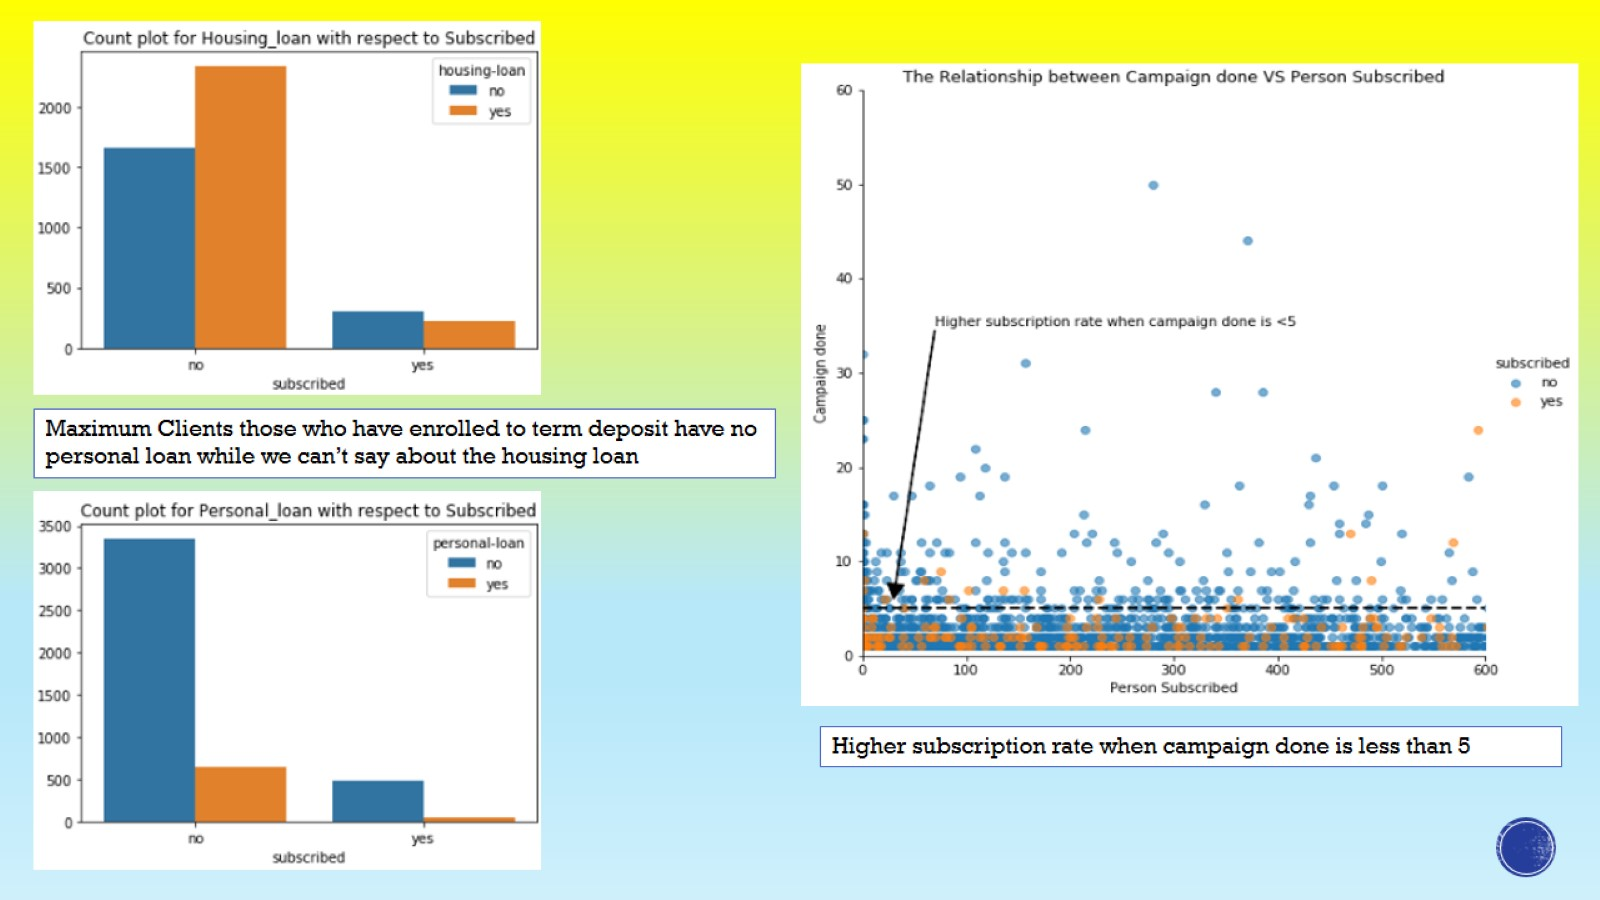 Count plot for Housing_loan with respect to Subscribed
housing-loan
no
yes
2000
1500
1000
500
0
no
yes
subscribed
Maximum Clients those who have enrolled to term deposit have no
personal loan while we can't say about the housing loan
Count plot for Personal_loan with respect to Subscribed
personal-loan
no
yes
3500
3000
2500
2000
1500
1000
500
0
no
yes
subscribed
The Relationship between Campaign done VS Person Subscribed
60
50
40
30
20
10
0
Campaign done
Higher subscription rate when campaign done is <5
subscribed
no
yes
0
100
200
300
400
500
600
Person Subscribed
Higher subscription rate when campaign done is less than 5